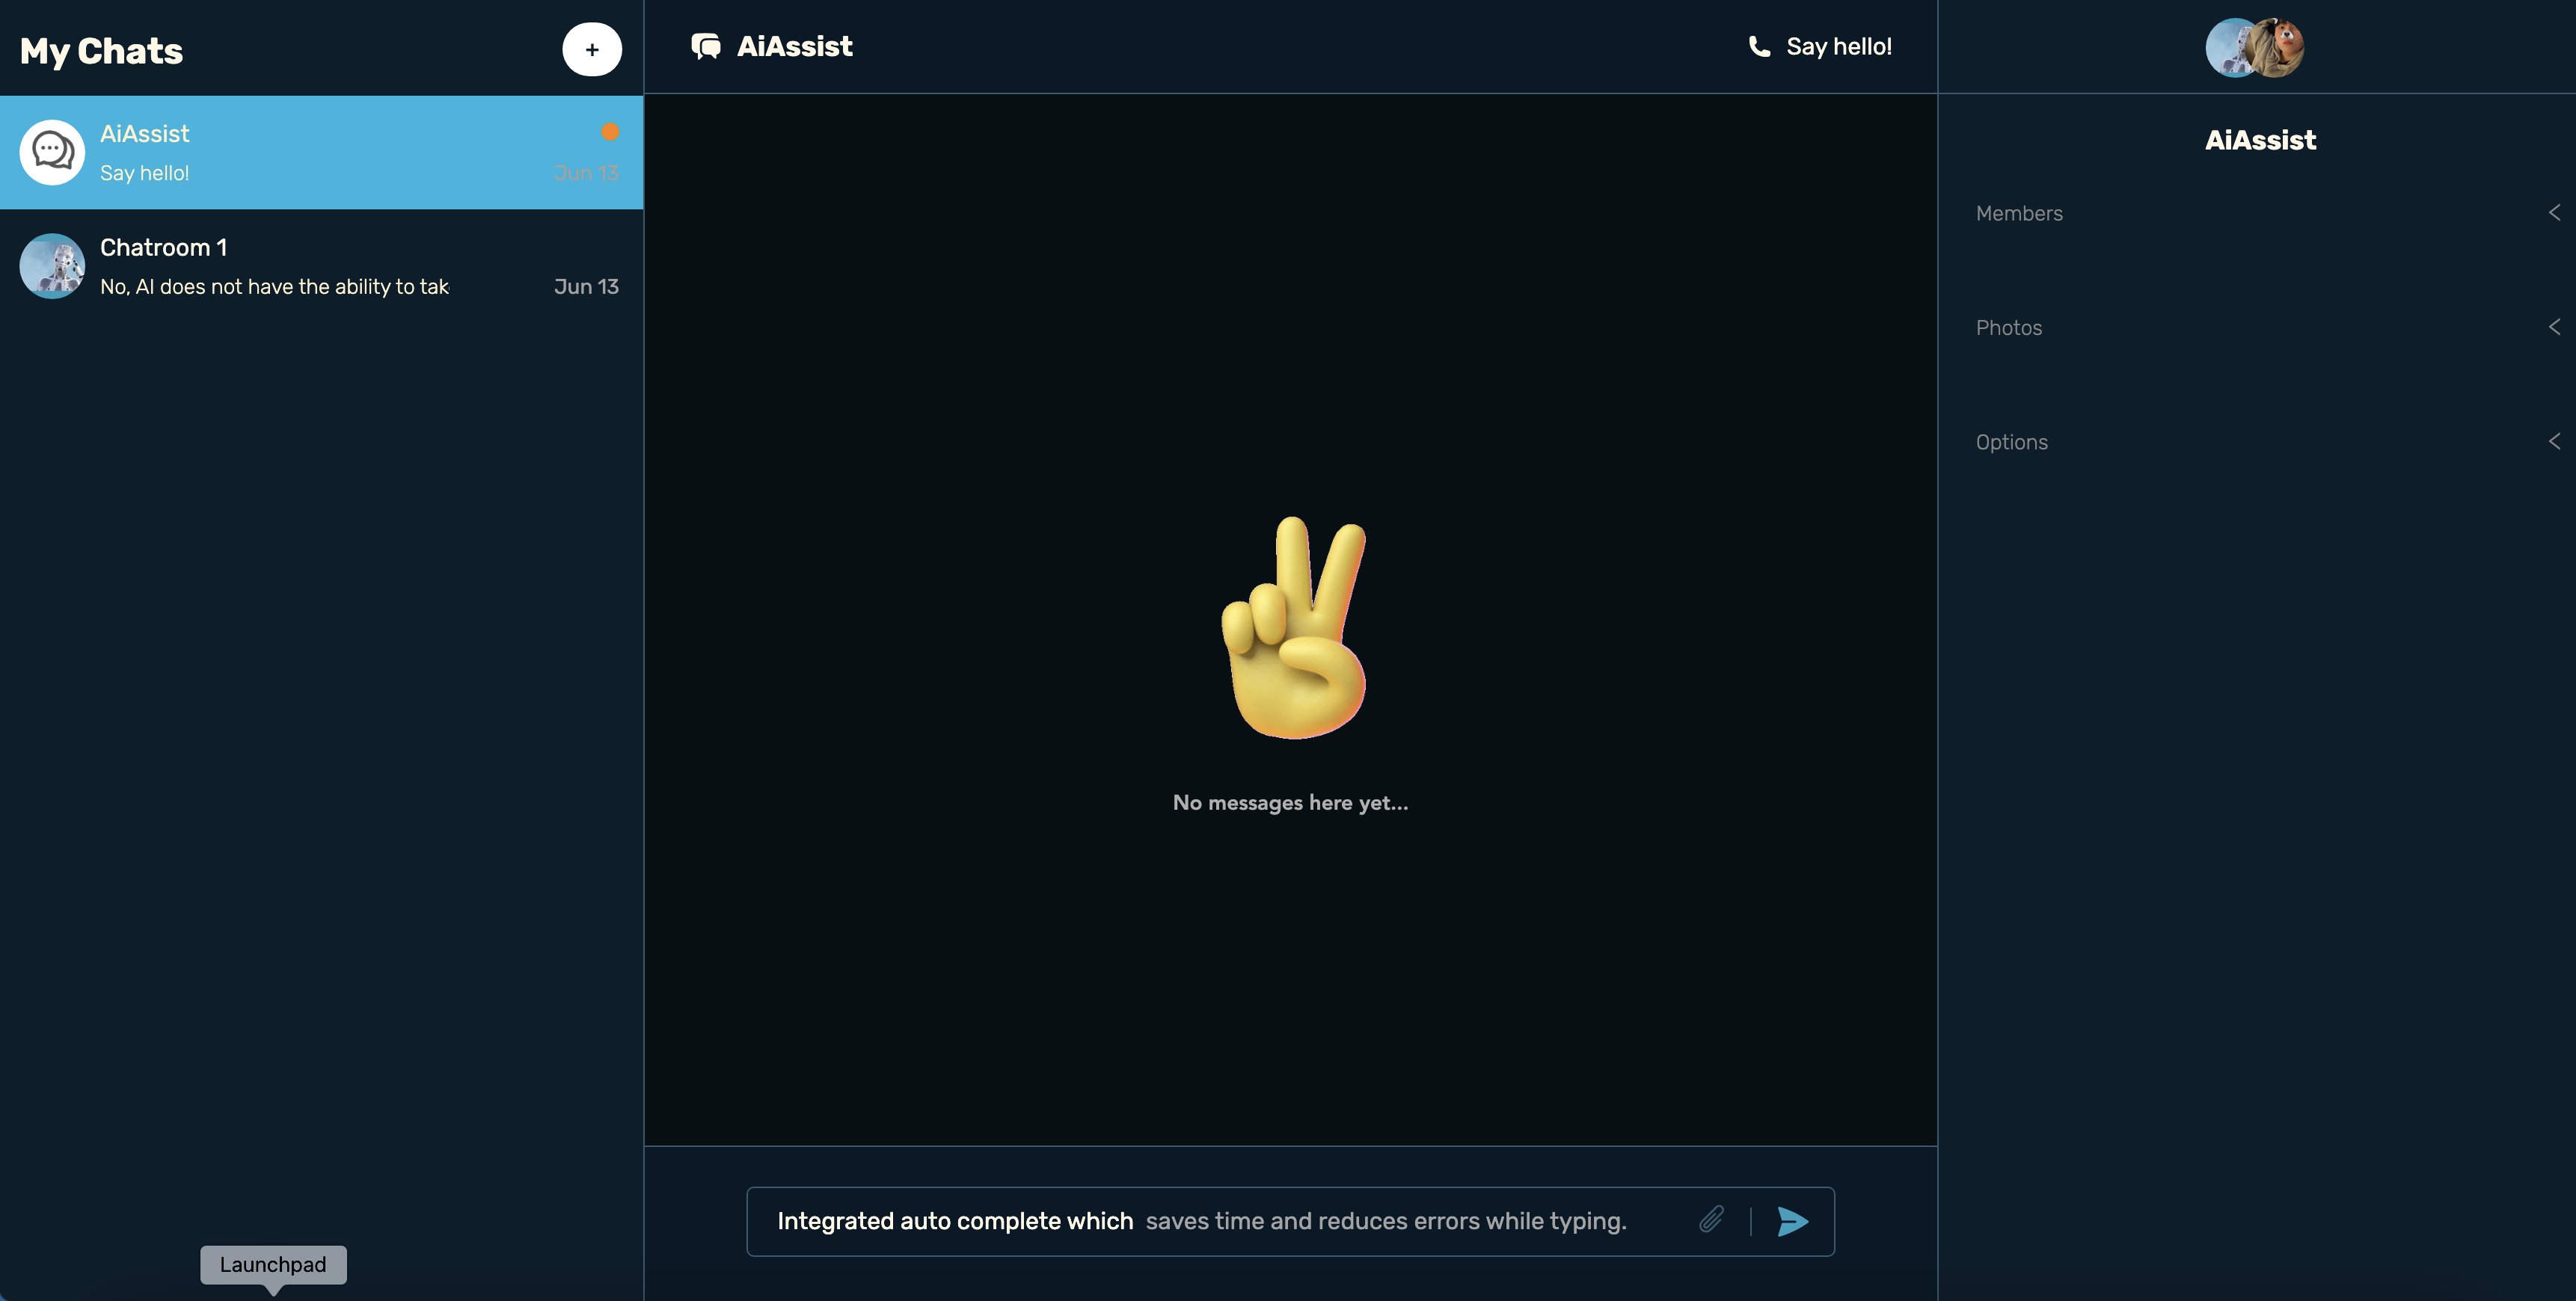 My Chats
+
AiAssist
Say hello!
Jun 13
Chatroom 1
No, AI does not have the ability to tak
Jun 13
AiAssist
Say hello!
No messages here yet...
Integrated auto complete which saves time and reduces errors while typing.
AiAssist
Members
Photos
Options
Launchpad